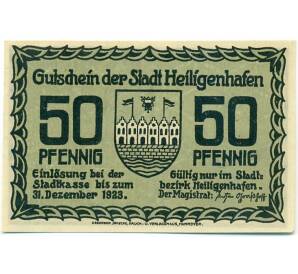 Gutschein der Stadt Heiligenhafen
50 50
PFENNIG PFENNIG
Einlösung bei der Gültig nur im Stadt=
Stadtkasse bis zum bezirk Heiligenhafen.
31. Dezember 1923. Der Magistrat: